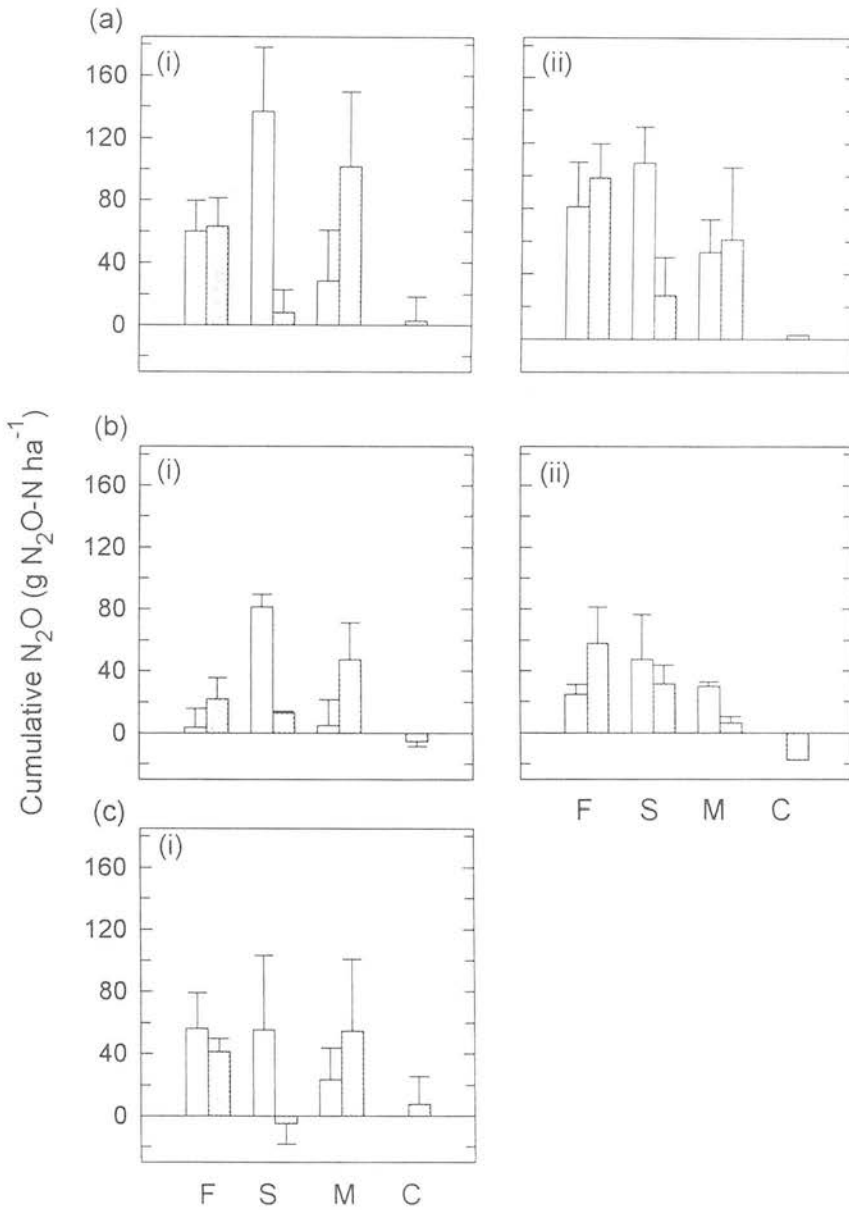 (a)
(i)
(ii)
160
120
80
40
0
(b)
(i)
(ii)
160
120
80
40
0
F S M C
(c)
(i)
160
120
80
40
0
F S M C
Cumulative N₂O (g N₂O-N ha⁻¹)